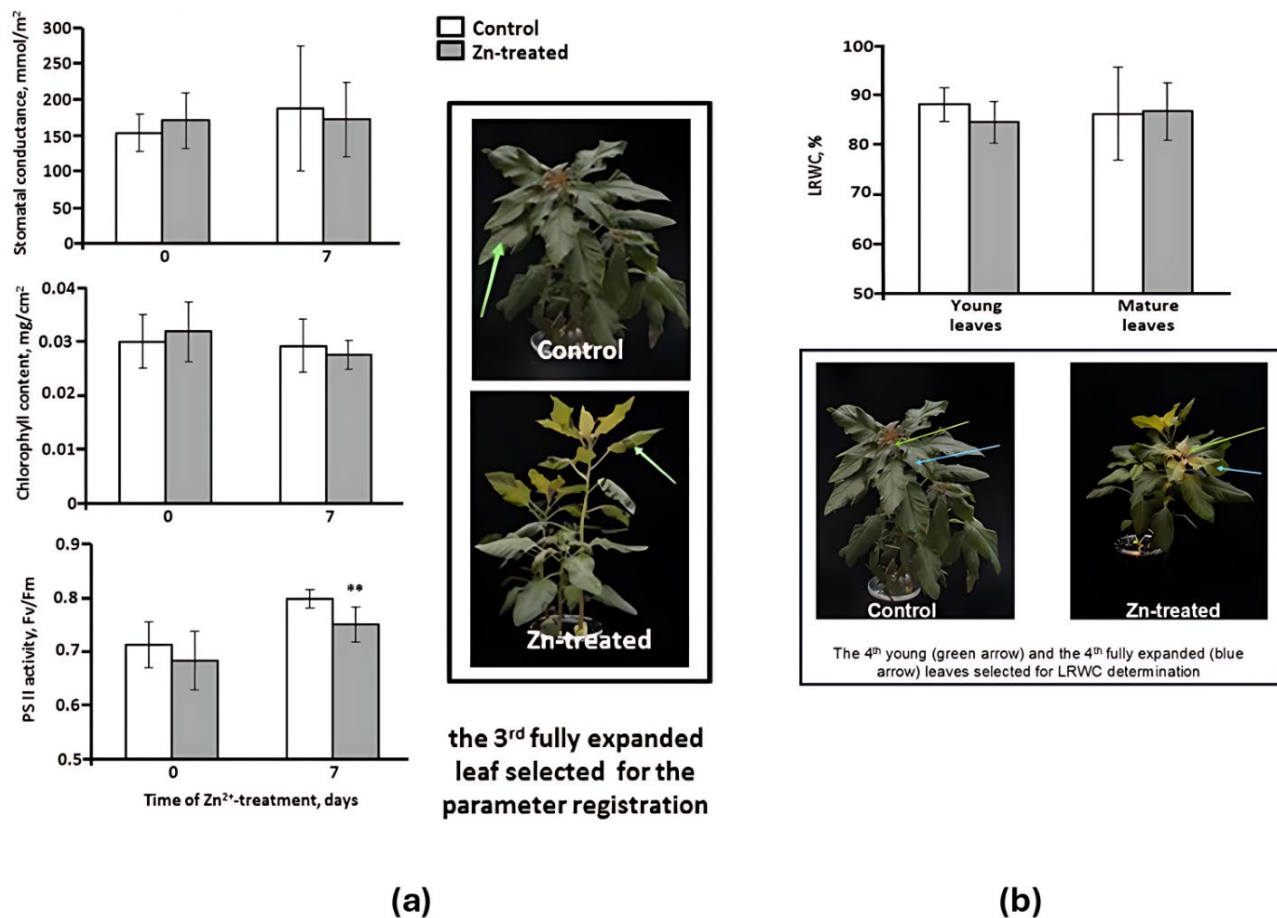 Control
Zn-treated
Stomatal conductance, mmol/m²
300
250
200
150
100
50
0
0
7
Chlorophyll content, mg/cm²
0.04
0.03
0.02
0.01
0
0
7
PS II activity, Fv/Fm
0.9
0.8
0.7
0.6
0.5
**
0
7
Time of Zn²⁺-treatment, days
Control
Zn-treated
the 3rd fully expanded
leaf selected for the
parameter registration
(a)
LRWC, %
100
90
80
70
60
50
Young
leaves
Mature
leaves
Control
Zn-treated
The 4th young (green arrow) and the 4th fully expanded (blue
arrow) leaves selected for LRWC determination
(b)